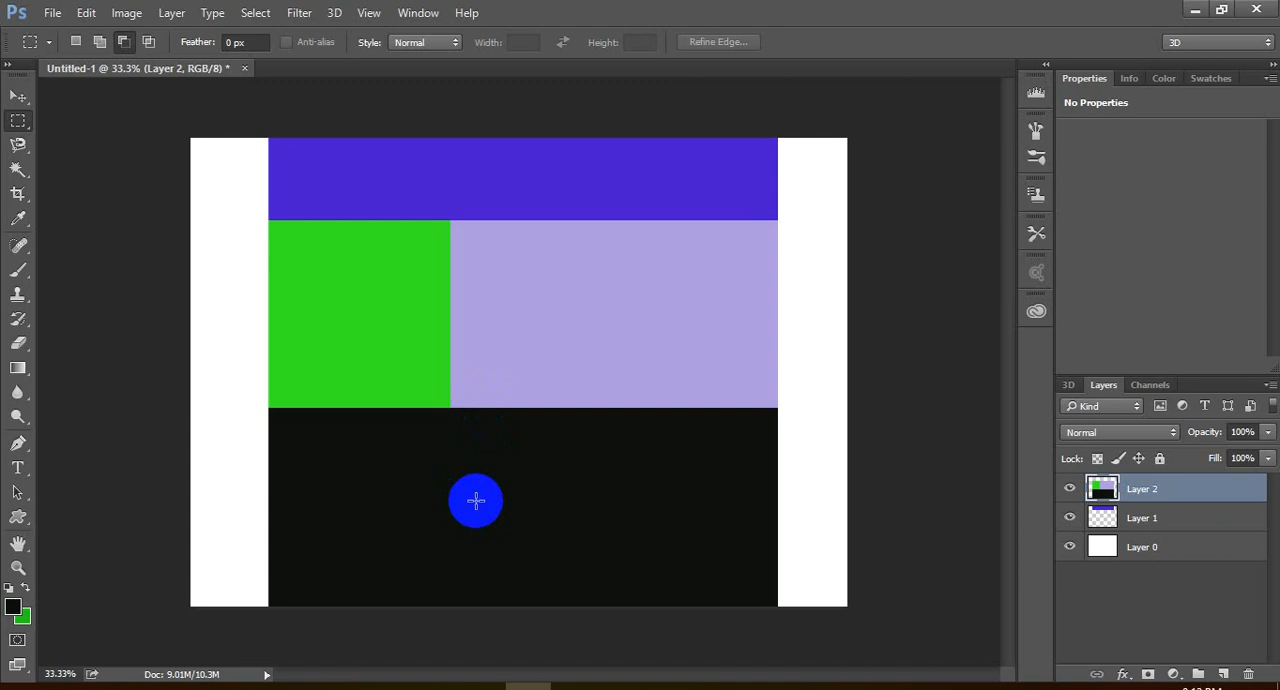 Ps File Edit Image Layer Type Select Filter 3D View Window Help
Feather: 0 px Anti-alias Style: Normal Width: Height: Refine Edge... 3D
Untitled-1 @ 33.3% (Layer 2, RGB/8) * ×
Properties Info Color Swatches
No Properties
3D Layers Channels
Kind T
Normal Opacity: 100%
Lock: Fill: 100%
Layer 2
Layer 1
Layer 0
fx
33.33% Doc: 9.01M/10.3M